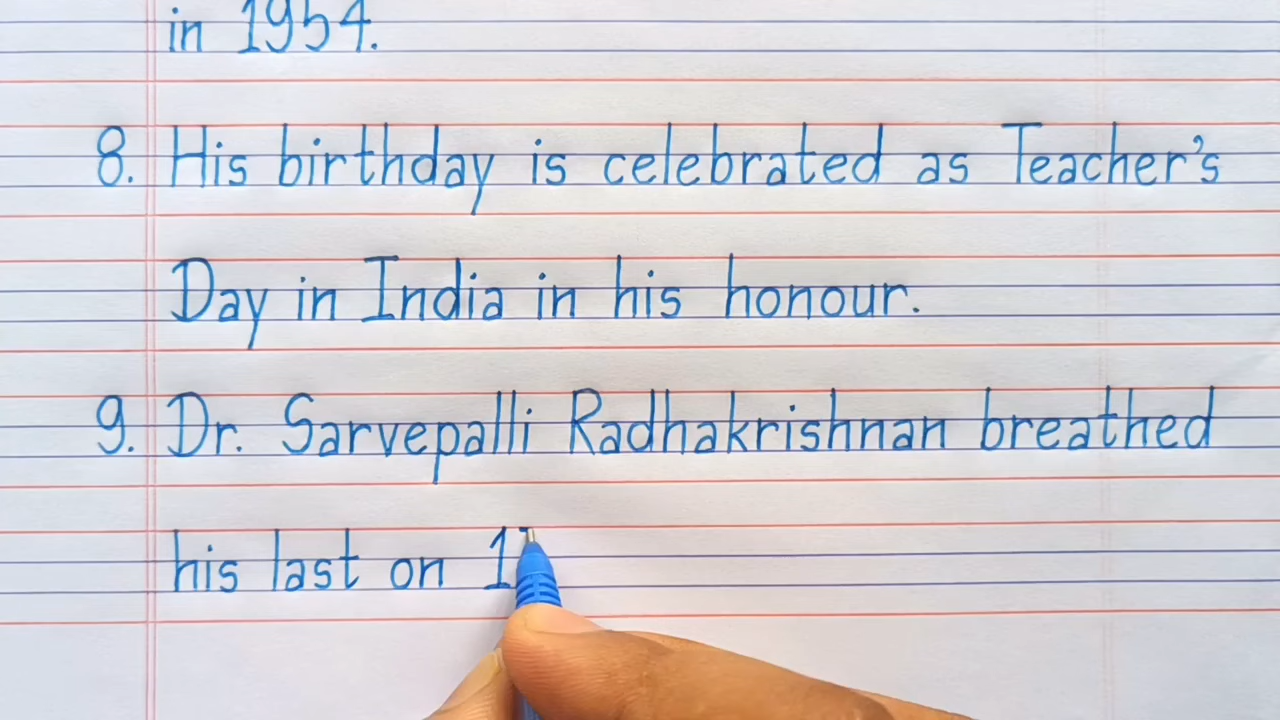 in 1954.
8. His birthday is celebrated as Teacher's
Day in India in his honour.
9. Dr. Sarvepalli Radhakrishnan breathed
his last on 1